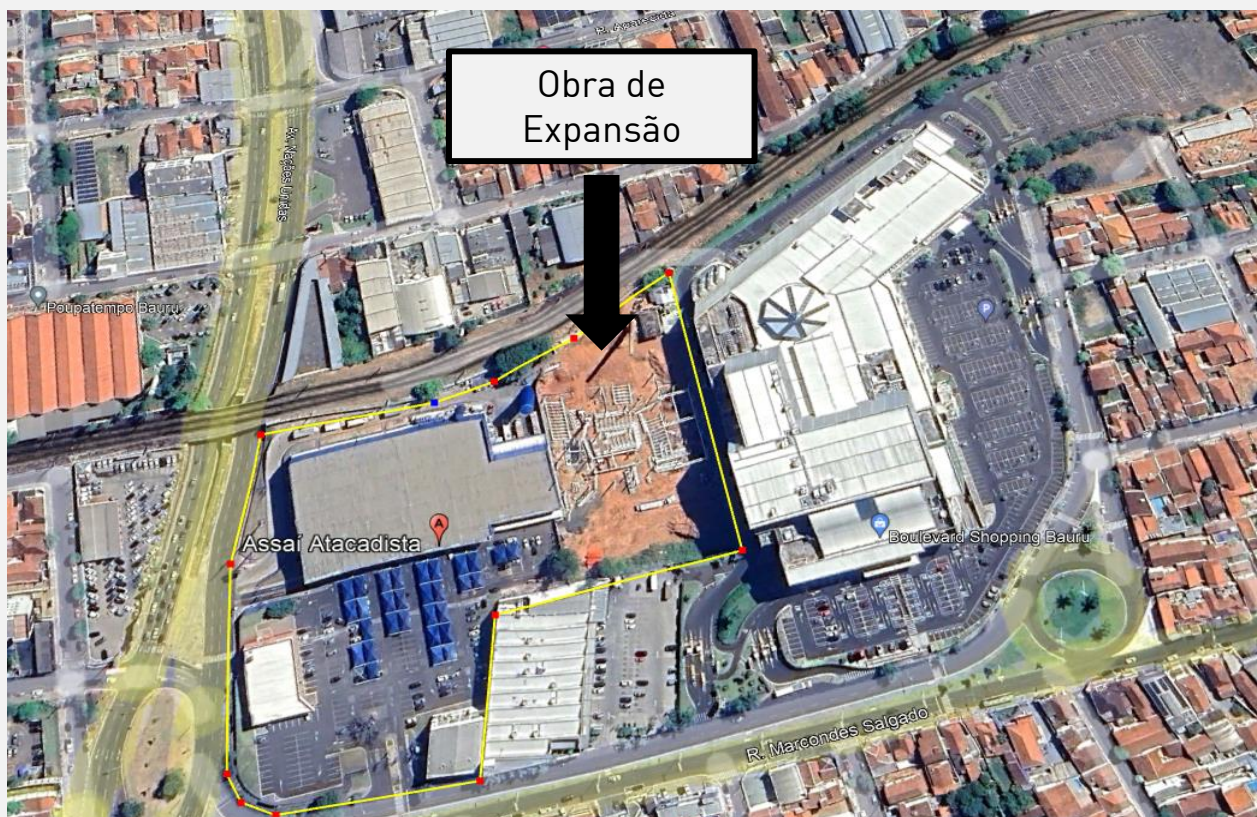 Obra de
Expansão
Av. Nações Unidas
Poupatempo Bauru
P
A
Assaí Atacadista
Boulevard Shopping Bauru
R. Marcondes Salgado